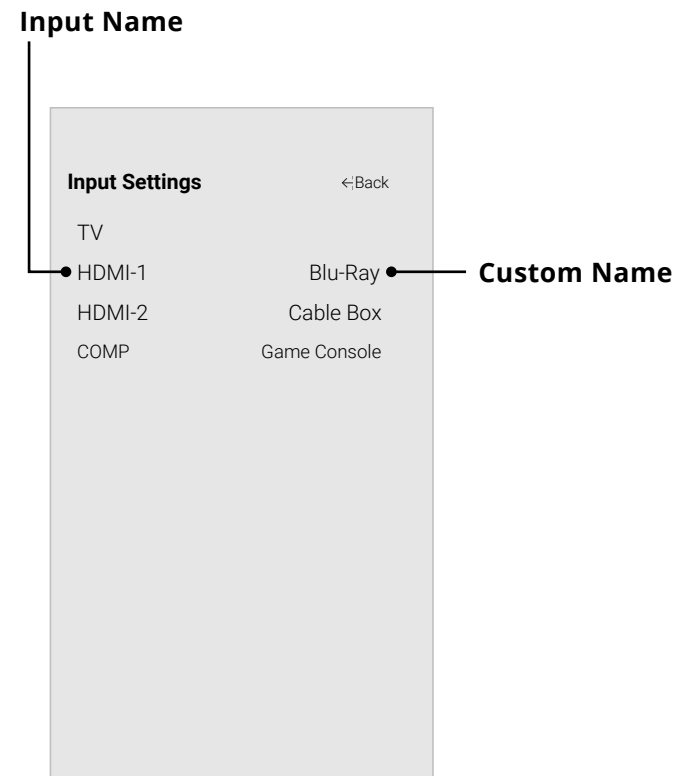 Input Name
Input Settings ←Back
TV
HDMI-1 Blu-Ray Custom Name
HDMI-2 Cable Box
COMP Game Console